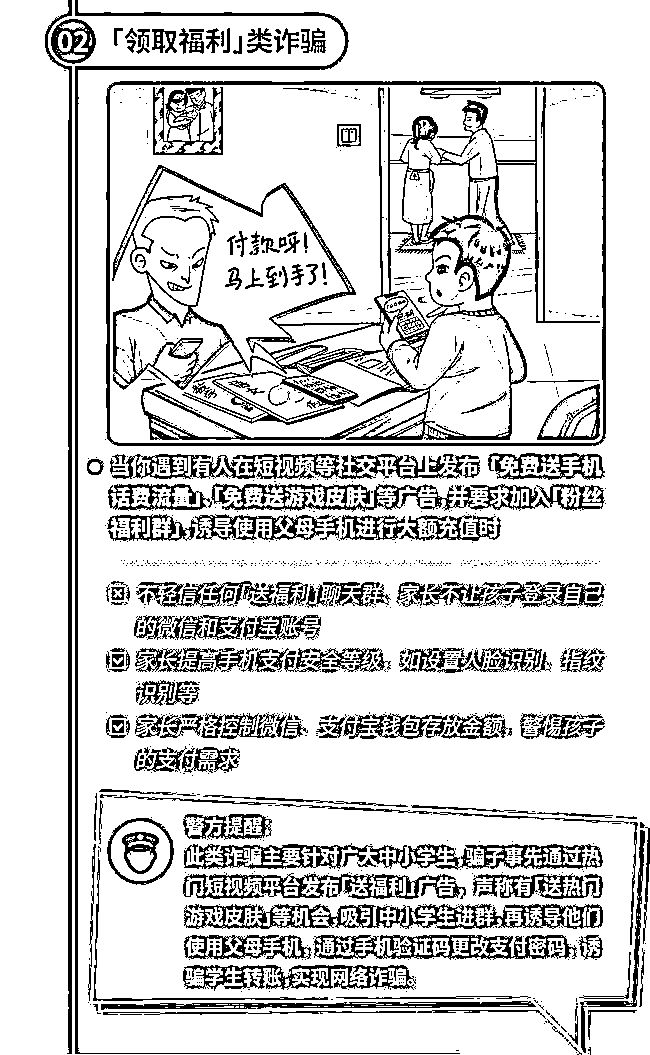 02 「领取福利」类诈骗
付款呀!
马上到手了!
当你遇到有人在短视频等社交平台上发布「免费送手机
话费流量」、「免费送游戏皮肤」等广告,并要求加入「粉丝
福利群」,诱导使用父母手机进行大额充值时
不轻信任何「送福利」聊天群、家长不让孩子登录自己
的微信和支付宝账号
家长提高手机支付安全等级,如设置人脸识别、指纹
识别等
家长严格控制微信、支付宝钱包存放金额,警惕孩子
的支付需求
警方提醒:
此类诈骗主要针对广大中小学生,骗子事先通过热
门短视频平台发布「送福利」广告,声称有「送热门
游戏皮肤」等机会,吸引中小学生进群,再诱导他们
使用父母手机,通过手机验证码更改支付密码,诱
骗学生转账,实现网络诈骗。